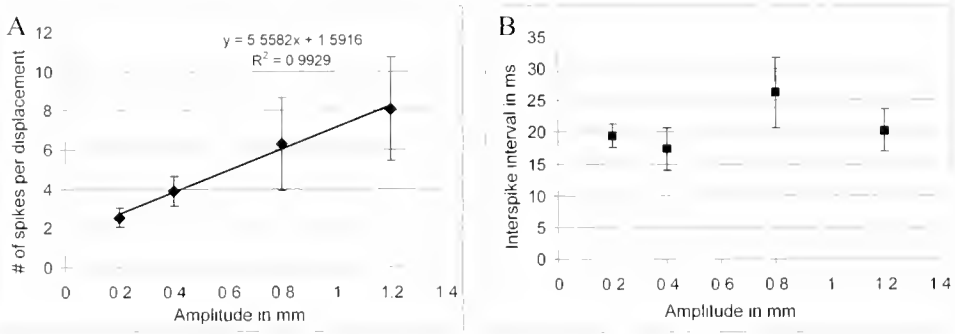 A
12
10
8
6
4
2
0
# of spikes per displacement
y = 5 5582x + 1 5916
R² = 0 9929
0 0 2 0 4 0 6 0 8 1 1 2 1 4
Amplitude in mm
B
35
30
25
20
15
10
5
0
Interspike interval in ms
0 0 2 0 4 0 6 0 8 1 1 2 1 4
Amplitude in mm